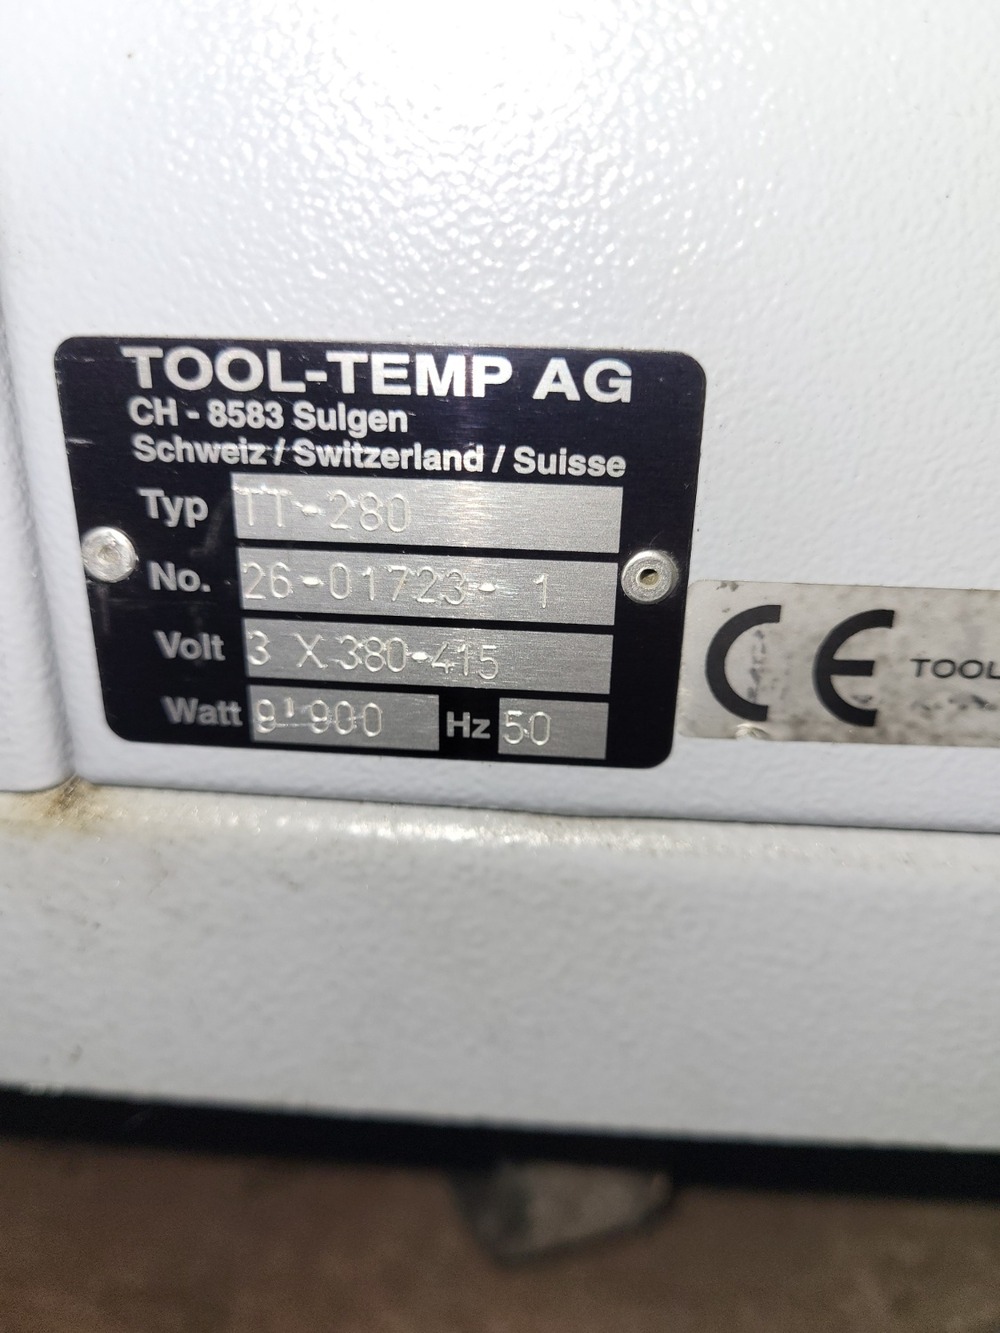 TOOL-TEMP AG
CH - 8583 Sulgen
Schweiz / Switzerland / Suisse
Typ TT-280
No. 26-01723- 1
Volt 3 X 380-415
Watt 9'900 Hz 50
CE TOOL